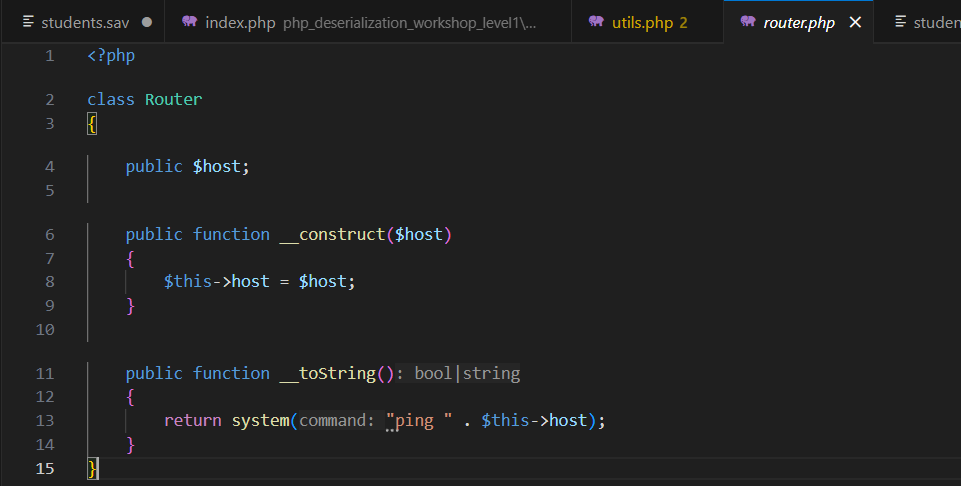 students.sav index.php php_deserialization_workshop_level1\... utils.php 2 router.php studen
1 <?php
2 class Router
3 {
4 public $host;
5
6 public function __construct($host)
7 {
8 $this->host = $host;
9 }
10
11 public function __toString(): bool|string
12 {
13 return system(command: "ping " . $this->host);
14 }
15 }